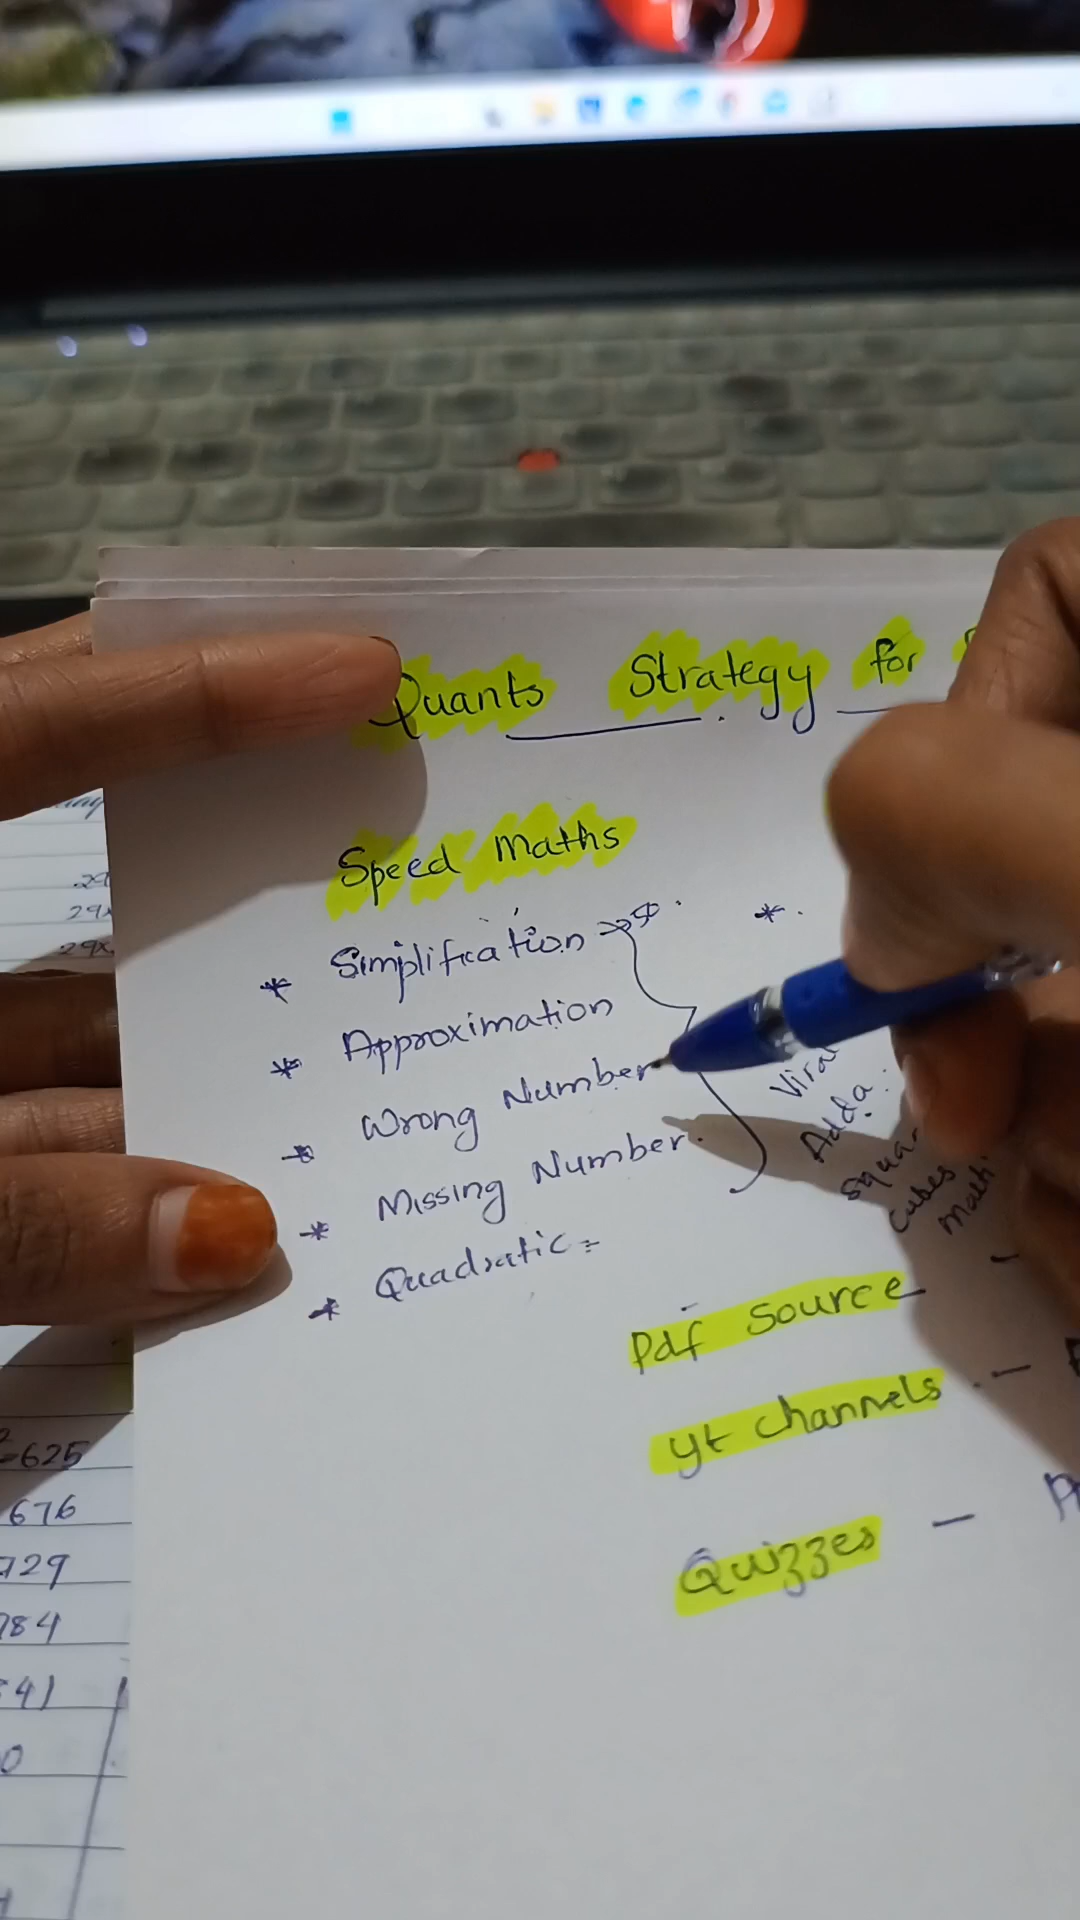 Quants Strategy for
Speed Maths
* Simplification
* Approximation
* Wrong Number
* Missing Number.
* Quadratic
*.
Adda:
cubes
Pdf Source
yt channels. -
Quizzes -
29x
625
676
729
784